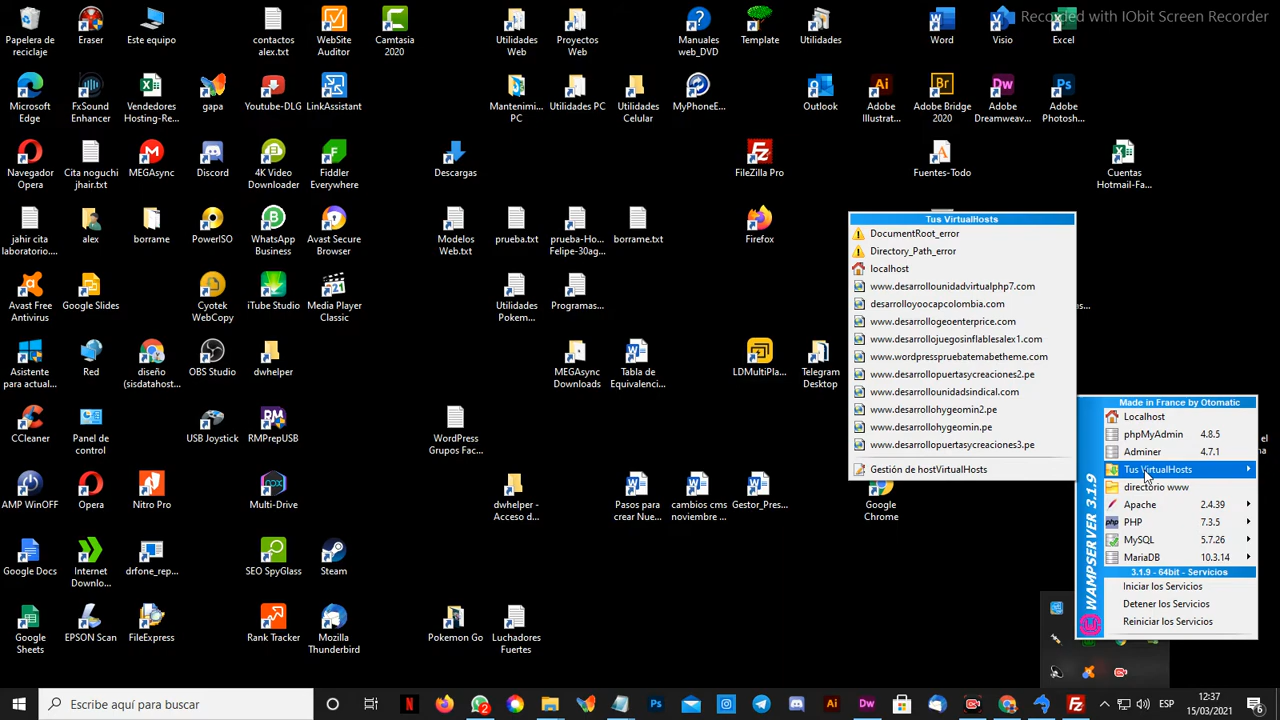 Recorded with IObit Screen Recorder
Papelera de reciclaje
Eraser
Este equipo
contactos alex.txt
WebSite Auditor
Camtasia 2020
Utilidades Web
Proyectos Web
Manuales web_DVD
Template
Utilidades
Word
Visio
Excel
Microsoft Edge
FxSound Enhancer
Vendedores Hosting-Re...
gapa
Youtube-DLG
LinkAssistant
Mantenimi... PC
Utilidades PC
Utilidades Celular
MyPhoneE...
Outlook
Adobe Illustrat...
Adobe Bridge 2020
Adobe Dreamweav...
Adobe Photosh...
Navegador Opera
Cita noguchi jhair.txt
MEGAsync
Discord
4K Video Downloader
Fiddler Everywhere
Descargas
FileZilla Pro
Fuentes-Todo
Cuentas Hotmail-Fa...
jahir cita laboratorio....
alex
borrame
PowerISO
WhatsApp Business
Avast Secure Browser
Modelos Web.txt
prueba.txt
prueba-Ho... Felipe-30ag...
borrame.txt
Firefox
Avast Free Antivirus
Google Slides
Cyotek WebCopy
iTube Studio
Media Player Classic
Utilidades Pokem...
Programas...
Asistente para actual...
Red
diseño (sisdatahost...
OBS Studio
dwhelper
MEGAsync Downloads
Tabla de Equivalenci...
LDMultiPla...
Telegram Desktop
CCleaner
Panel de control
USB Joystick
RMPrepUSB
WordPress Grupos Fac...
AMP WinOFF
Opera
Nitro Pro
Multi-Drive
dwhelper - Acceso d...
Pasos para crear Nue...
cambios cms noviembre ...
Gestor_Pres...
Google Chrome
Google Docs
Internet Downlo...
drfone_rep...
SEO SpyGlass
Steam
Google Sheets
EPSON Scan
FileExpress
Rank Tracker
Mozilla Thunderbird
Pokemon Go
Luchadores Fuertes
Tus VirtualHosts
DocumentRoot_error
Directory_Path_error
localhost
www.desarrollounidadvirtualphp7.com
desarrolloyoocapcolombia.com
www.desarrollogeoenterprice.com
www.desarrollojuegosinflablesalex1.com
www.wordpresspruebatemabetheme.com
www.desarrollopuertasycreaciones2.pe
www.desarrollounidadsindical.com
www.desarrollohygeomin2.pe
www.desarrollohygeomin.pe
www.desarrollopuertasycreaciones3.pe
Gestión de hostVirtualHosts
Made in France by Otomatic
WAMPSERVER 3.1.9
Localhost
phpMyAdmin 4.8.5
Adminer 4.7.1
Tus VirtualHosts
directorio www
Apache 2.4.39
PHP 7.3.5
MySQL 5.7.26
MariaDB 10.3.14
3.1.9 - 64bit - Servicios
Iniciar los Servicios
Detener los Servicios
Reiniciar los Servicios
Escribe aquí para buscar
ESP
12:37
15/03/2021